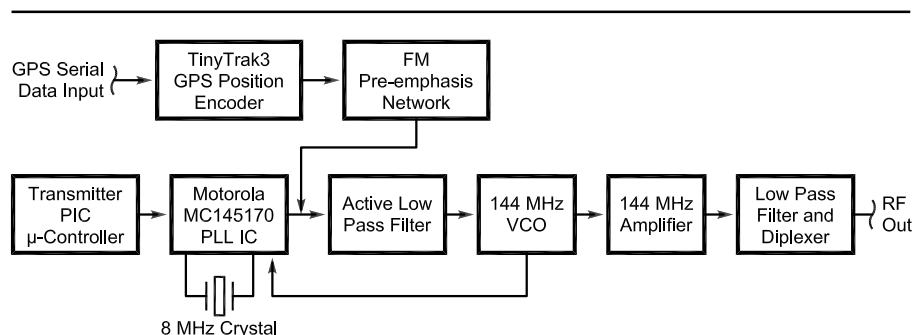 GPS Serial
Data Input
TinyTrak3
GPS Position
Encoder
FM
Pre-emphasis
Network
Transmitter
PIC
μ-Controller
Motorola
MC145170
PLL IC
Active Low
Pass Filter
144 MHz
VCO
144 MHz
Amplifier
Low Pass
Filter and
Diplexer
RF
Out
8 MHz Crystal